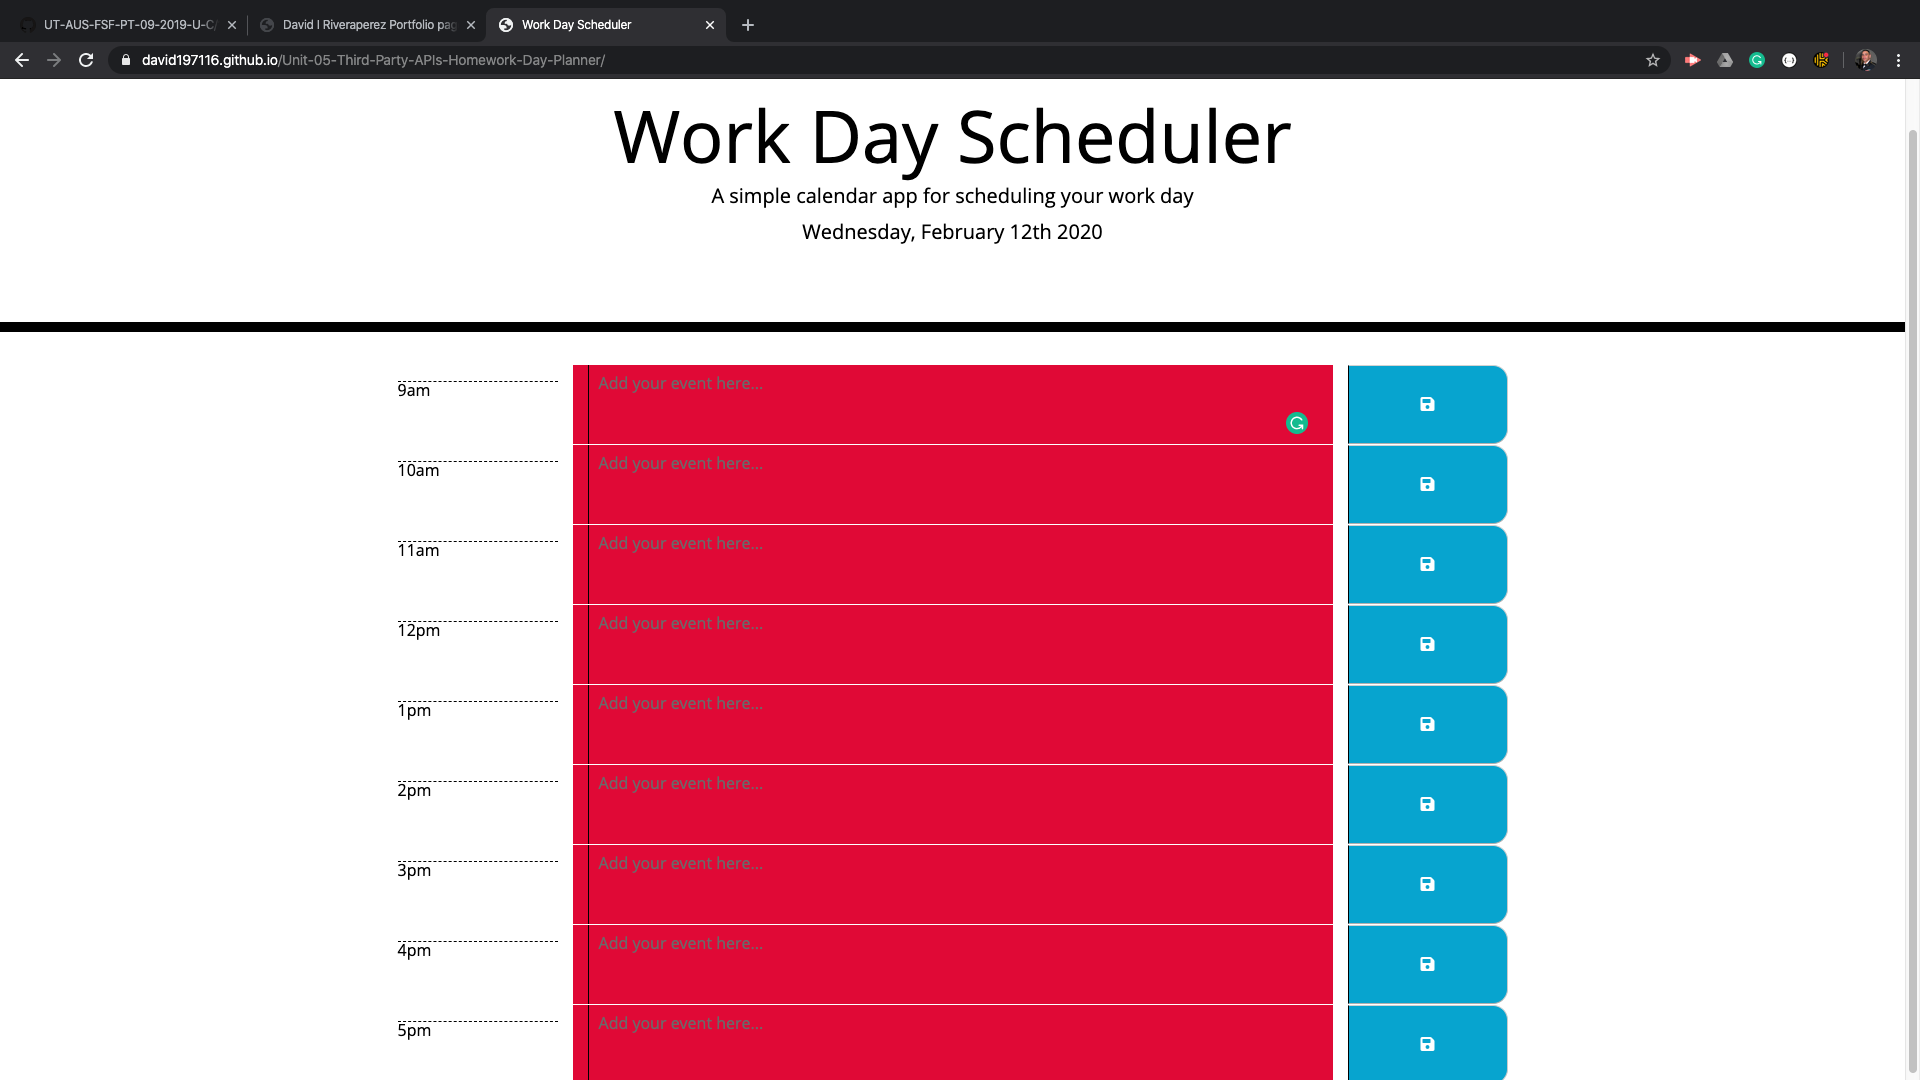 UT-AUS-FSF-PT-09-2019-U-C/
David I Riveraperez Portfolio pag
Work Day Scheduler
david197116.github.io/Unit-05-Third-Party-APIs-Homework-Day-Planner/
Work Day Scheduler
A simple calendar app for scheduling your work day
Wednesday, February 12th 2020
9am
Add your event here...
10am
Add your event here...
11am
Add your event here...
12pm
Add your event here...
1pm
Add your event here...
2pm
Add your event here...
3pm
Add your event here...
4pm
Add your event here...
5pm
Add your event here...